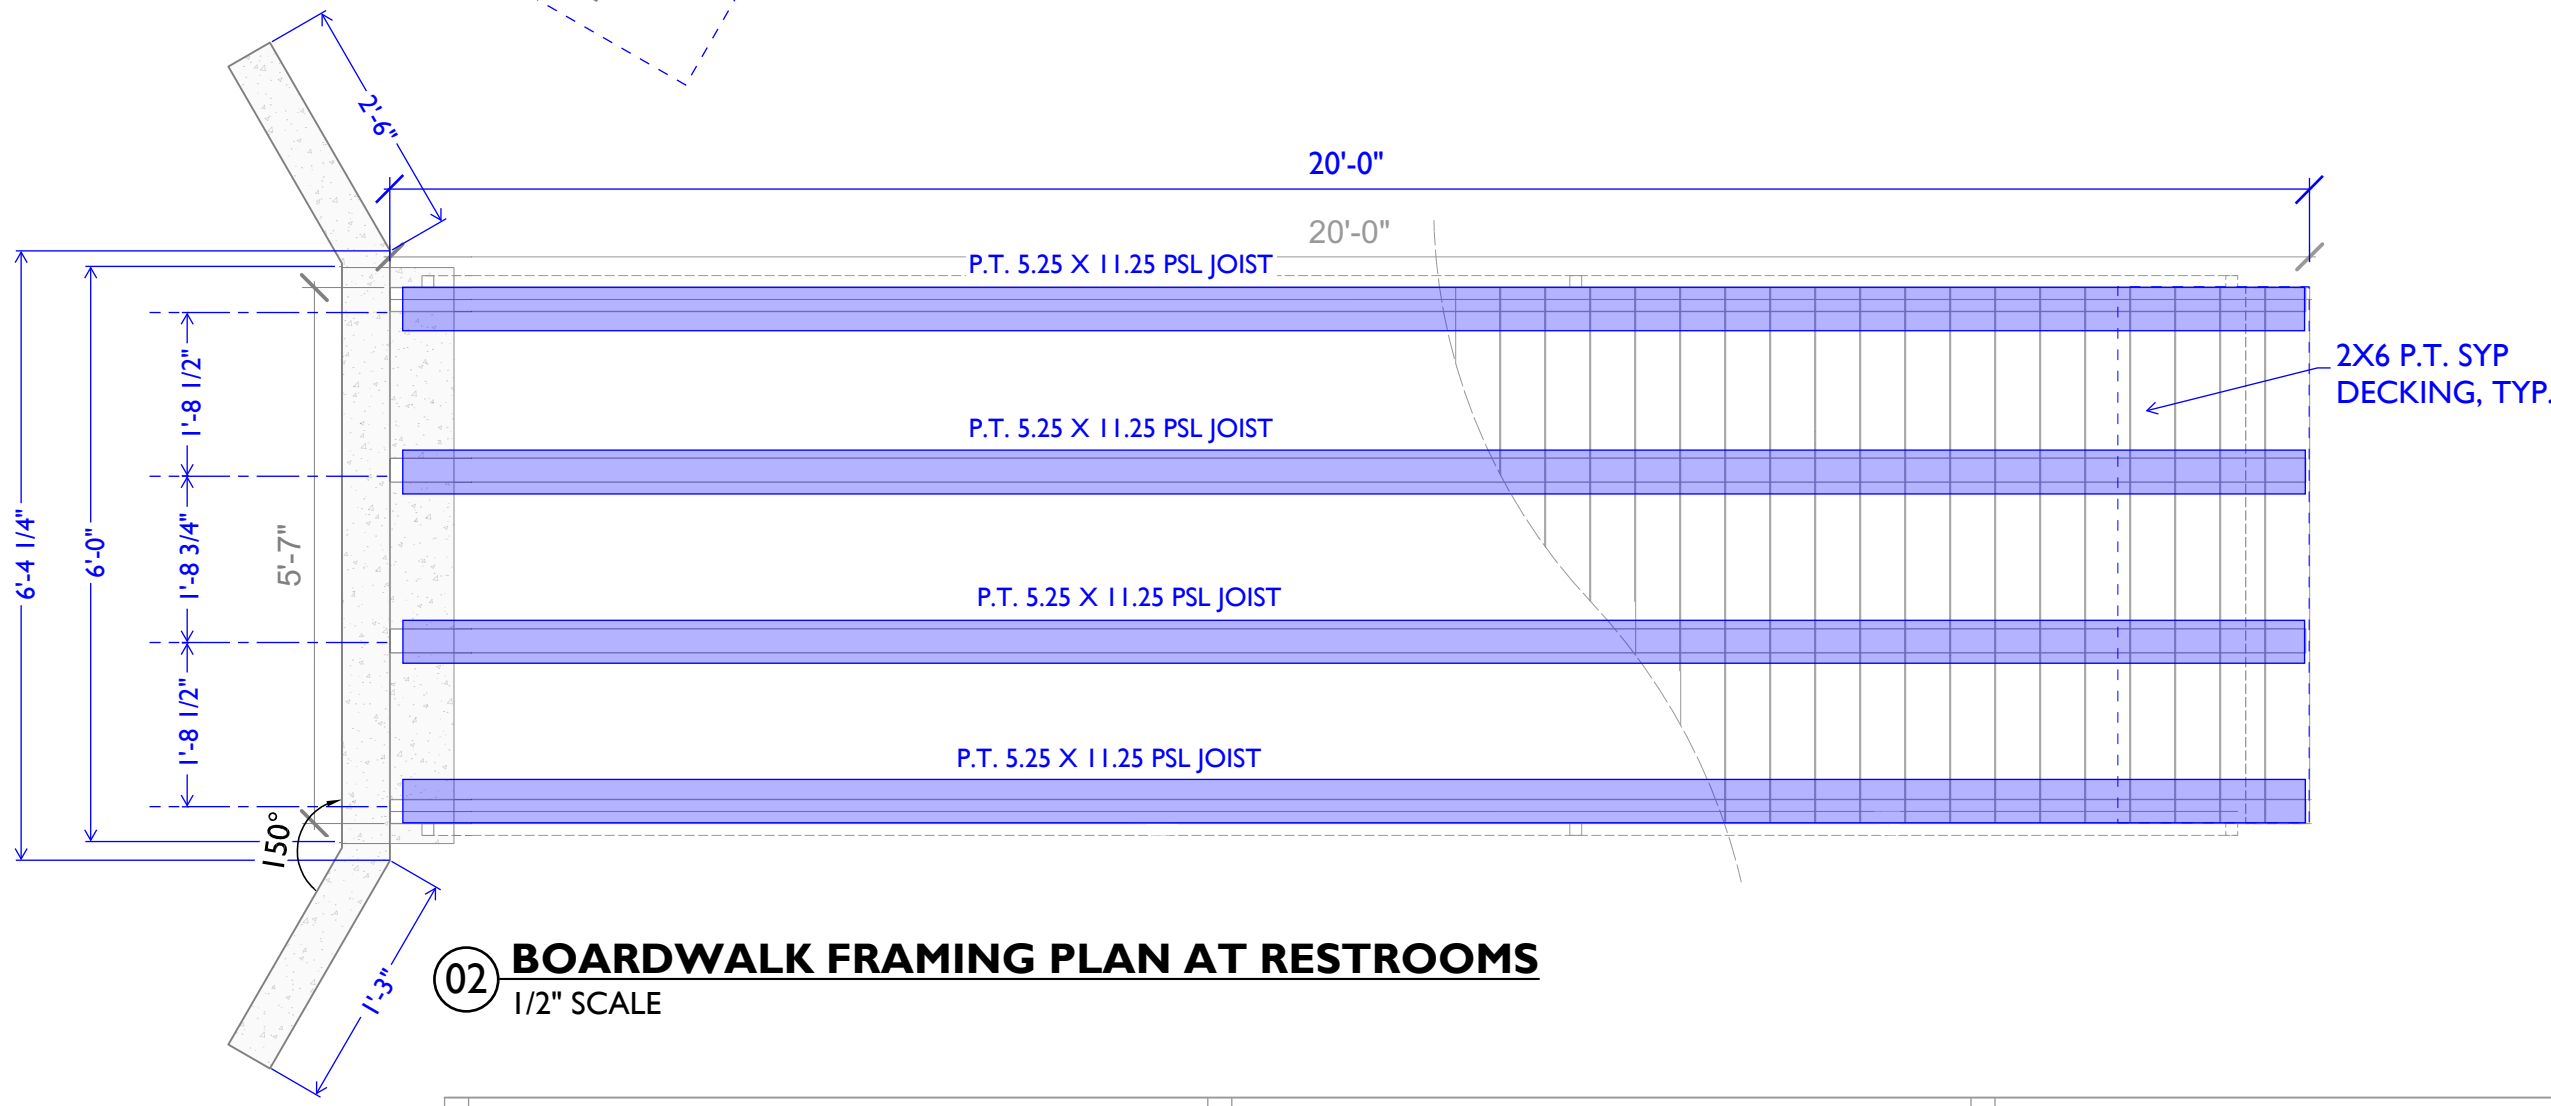 2'-6"
20'-0"
20'-0"
P.T. 5.25 X 11.25 PSL JOIST
1'-8 1/2"
2X6 P.T. SYP
DECKING, TYP.
P.T. 5.25 X 11.25 PSL JOIST
6'-4 1/4"
6'-0"
1'-8 3/4"
5'-7"
P.T. 5.25 X 11.25 PSL JOIST
1'-8 1/2"
P.T. 5.25 X 11.25 PSL JOIST
150°
1'-3"
02 BOARDWALK FRAMING PLAN AT RESTROOMS
1/2" SCALE